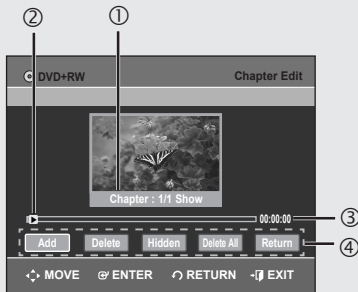 ② ①
DVD+RW Chapter Edit
Chapter : 1/1 Show
00:00:00 ③
Add Delete Hidden Delete All Return ④
MOVE ENTER RETURN EXIT